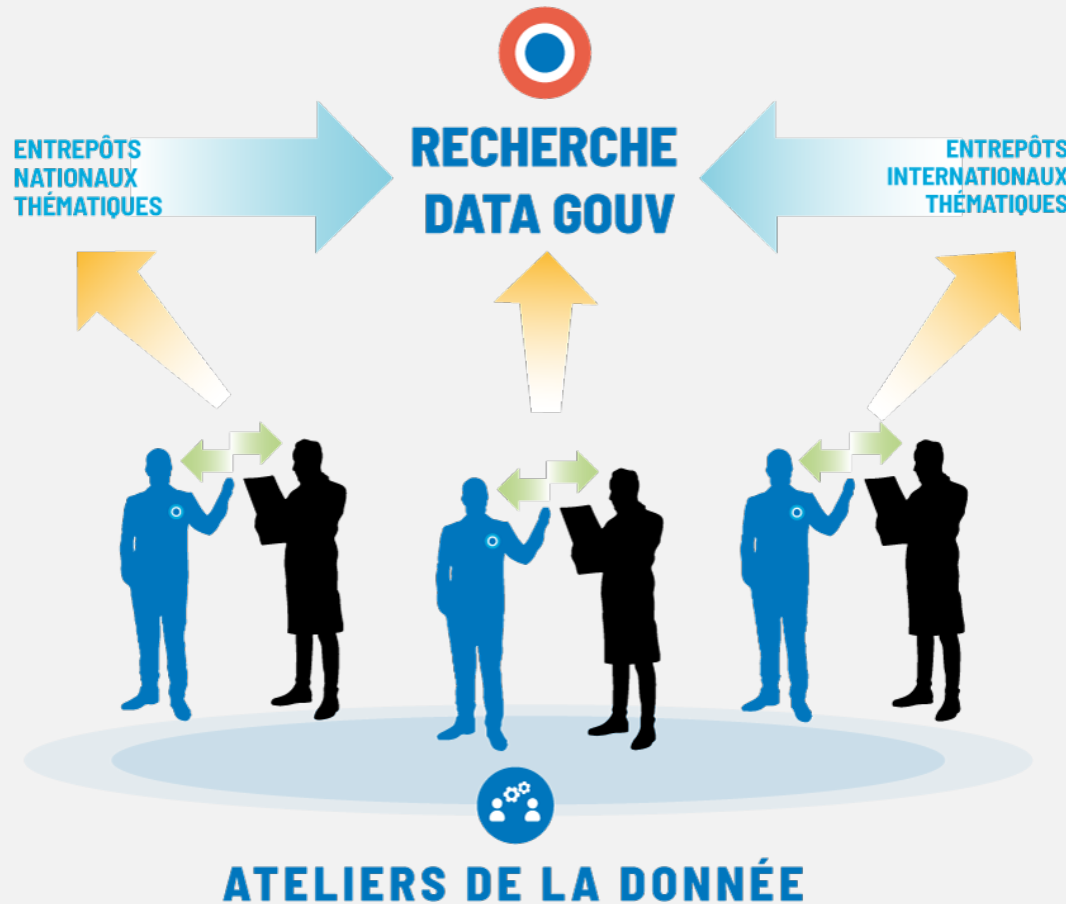 RECHERCHE
DATA GOUV
ENTREPÔTS
NATIONAUX
THÉMATIQUES
ENTREPÔTS
INTERNATIONAUX
THÉMATIQUES
ATELIERS DE LA DONNÉE